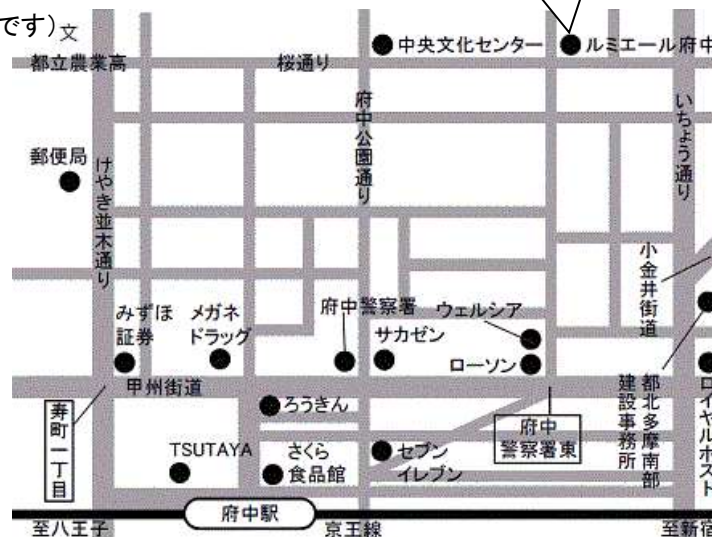 です)
文
都立農業高
桜通り
中央文化センター
ルミエール府中
府中公園通り
いちょう通り
郵便局
けやき並木通り
小金井街道
みずほ
証券
メガネ
ドラッグ
府中警察署
サカゼン
ウェルシア
ローソン
甲州街道
ろうきん
寿町一丁目
TSUTAYA
さくら
食品館
セブン
イレブン
府中
警察署東
都北多摩南部
建設事務所
ロイヤルホスト
府中駅
至八王子
京王線
至新宿